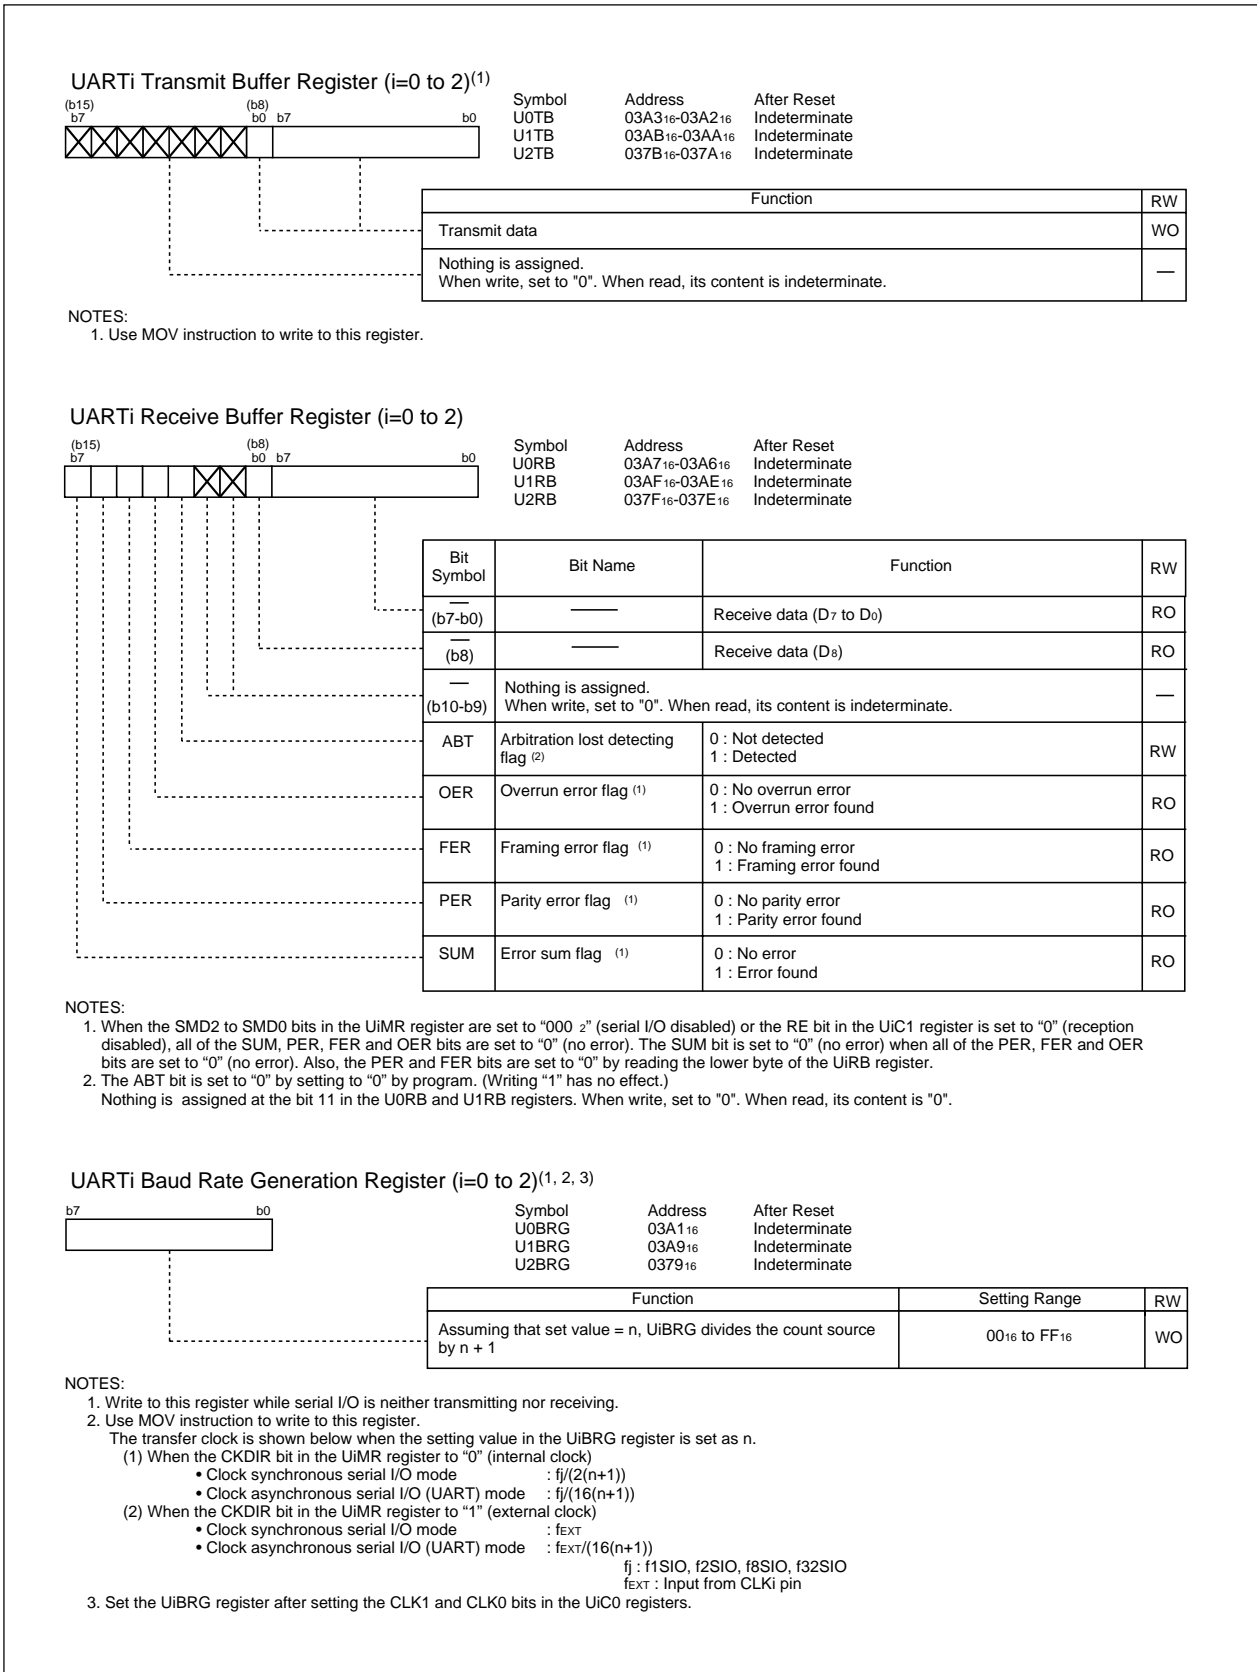 UARTi Transmit Buffer Register (i=0 to 2)(1)
(b15) (b8)
b7 b0 b7 b0
Symbol Address After Reset
U0TB 03A316-03A216 Indeterminate
U1TB 03AB16-03AA16 Indeterminate
U2TB 037B16-037A16 Indeterminate
Function RW
Transmit data WO
Nothing is assigned.
When write, set to "0". When read, its content is indeterminate. —
NOTES:
1. Use MOV instruction to write to this register.
UARTi Receive Buffer Register (i=0 to 2)
(b15) (b8)
b7 b0 b7 b0
Symbol Address After Reset
U0RB 03A716-03A616 Indeterminate
U1RB 03AF16-03AE16 Indeterminate
U2RB 037F16-037E16 Indeterminate
Bit
Symbol Bit Name Function RW
—
(b7-b0) — Receive data (D7 to D0) RO
—
(b8) — Receive data (D8) RO
—
(b10-b9) Nothing is assigned.
When write, set to "0". When read, its content is indeterminate. —
ABT Arbitration lost detecting
flag (2) 0 : Not detected
1 : Detected RW
OER Overrun error flag (1) 0 : No overrun error
1 : Overrun error found RO
FER Framing error flag (1) 0 : No framing error
1 : Framing error found RO
PER Parity error flag (1) 0 : No parity error
1 : Parity error found RO
SUM Error sum flag (1) 0 : No error
1 : Error found RO
NOTES:
1. When the SMD2 to SMD0 bits in the UiMR register are set to “000 2” (serial I/O disabled) or the RE bit in the UiC1 register is set to “0” (reception
disabled), all of the SUM, PER, FER and OER bits are set to “0” (no error). The SUM bit is set to “0” (no error) when all of the PER, FER and OER
bits are set to “0” (no error). Also, the PER and FER bits are set to “0” by reading the lower byte of the UiRB register.
2. The ABT bit is set to “0” by setting to “0” by program. (Writing “1” has no effect.)
Nothing is assigned at the bit 11 in the U0RB and U1RB registers. When write, set to "0". When read, its content is "0".
UARTi Baud Rate Generation Register (i=0 to 2)(1, 2, 3)
b7 b0
Symbol Address After Reset
U0BRG 03A116 Indeterminate
U1BRG 03A916 Indeterminate
U2BRG 037916 Indeterminate
Function Setting Range RW
Assuming that set value = n, UiBRG divides the count source
by n + 1 0016 to FF16 WO
NOTES:
1. Write to this register while serial I/O is neither transmitting nor receiving.
2. Use MOV instruction to write to this register.
The transfer clock is shown below when the setting value in the UiBRG register is set as n.
(1) When the CKDIR bit in the UiMR register to “0” (internal clock)
• Clock synchronous serial I/O mode : fj/(2(n+1))
• Clock asynchronous serial I/O (UART) mode : fj/(16(n+1))
(2) When the CKDIR bit in the UiMR register to “1” (external clock)
• Clock synchronous serial I/O mode : fEXT
• Clock asynchronous serial I/O (UART) mode : fEXT/(16(n+1))
fj : f1SIO, f2SIO, f8SIO, f32SIO
fEXT : Input from CLKi pin
3. Set the UiBRG register after setting the CLK1 and CLK0 bits in the UiC0 registers.